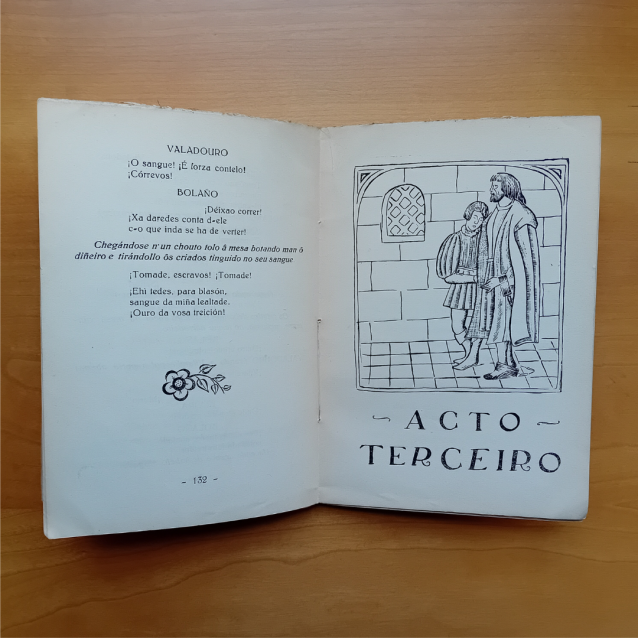 VALADOURO
¡O sangue! ¡É forza contelo!
¡Córrevos!
BOLAÑO
¡Déixao correr!
¡Xa daredes conta d-ele
c-o que inda se ha de verter!
Chegándose n'un chouto tolo â mesa botando man ô
diñeiro e tirándollo ôs criados tinguido no seu sangue
¡Tomade, escravos! ¡Tomade!
¡Ehí tedes, para blasón,
sangue da miña lealtade.
¡Ouro da vosa treición!
- 132 -
~ ACTO ~
TERCEIRO